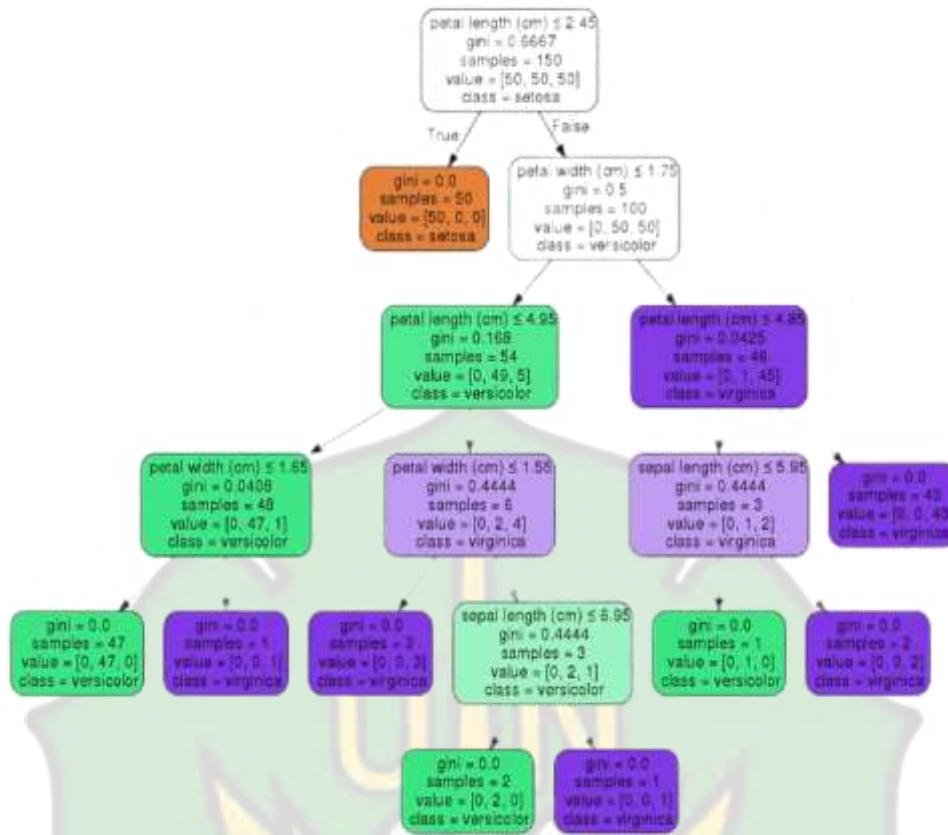 petal length (cm) ≤ 2.45
gini = 0.6667
samples = 150
value = [50, 50, 50]
class = setosa
True
False
gini = 0.0
samples = 50
value = [50, 0, 0]
class = setosa
petal width (cm) ≤ 1.75
gini = 0.5
samples = 100
value = [0, 50, 50]
class = versicolor
petal length (cm) ≤ 4.95
gini = 0.168
samples = 54
value = [0, 49, 5]
class = versicolor
petal length (cm) ≤ 4.85
gini = 0.0425
samples = 46
value = [0, 1, 45]
class = virginica
petal width (cm) ≤ 1.65
gini = 0.0408
samples = 48
value = [0, 47, 1]
class = versicolor
petal width (cm) ≤ 1.55
gini = 0.4444
samples = 6
value = [0, 2, 4]
class = virginica
sepal length (cm) ≤ 5.95
gini = 0.4444
samples = 3
value = [0, 1, 2]
class = virginica
gini = 0.0
samples = 43
value = [0, 0, 43]
class = virginica
gini = 0.0
samples = 47
value = [0, 47, 0]
class = versicolor
gini = 0.0
samples = 1
value = [0, 0, 1]
class = virginica
gini = 0.0
samples = 3
value = [0, 0, 3]
class = virginica
sepal length (cm) ≤ 6.95
gini = 0.4444
samples = 3
value = [0, 2, 1]
class = versicolor
gini = 0.0
samples = 1
value = [0, 1, 0]
class = versicolor
gini = 0.0
samples = 2
value = [0, 0, 2]
class = virginica
gini = 0.0
samples = 2
value = [0, 2, 0]
class = versicolor
gini = 0.0
samples = 1
value = [0, 0, 1]
class = virginica
UIN